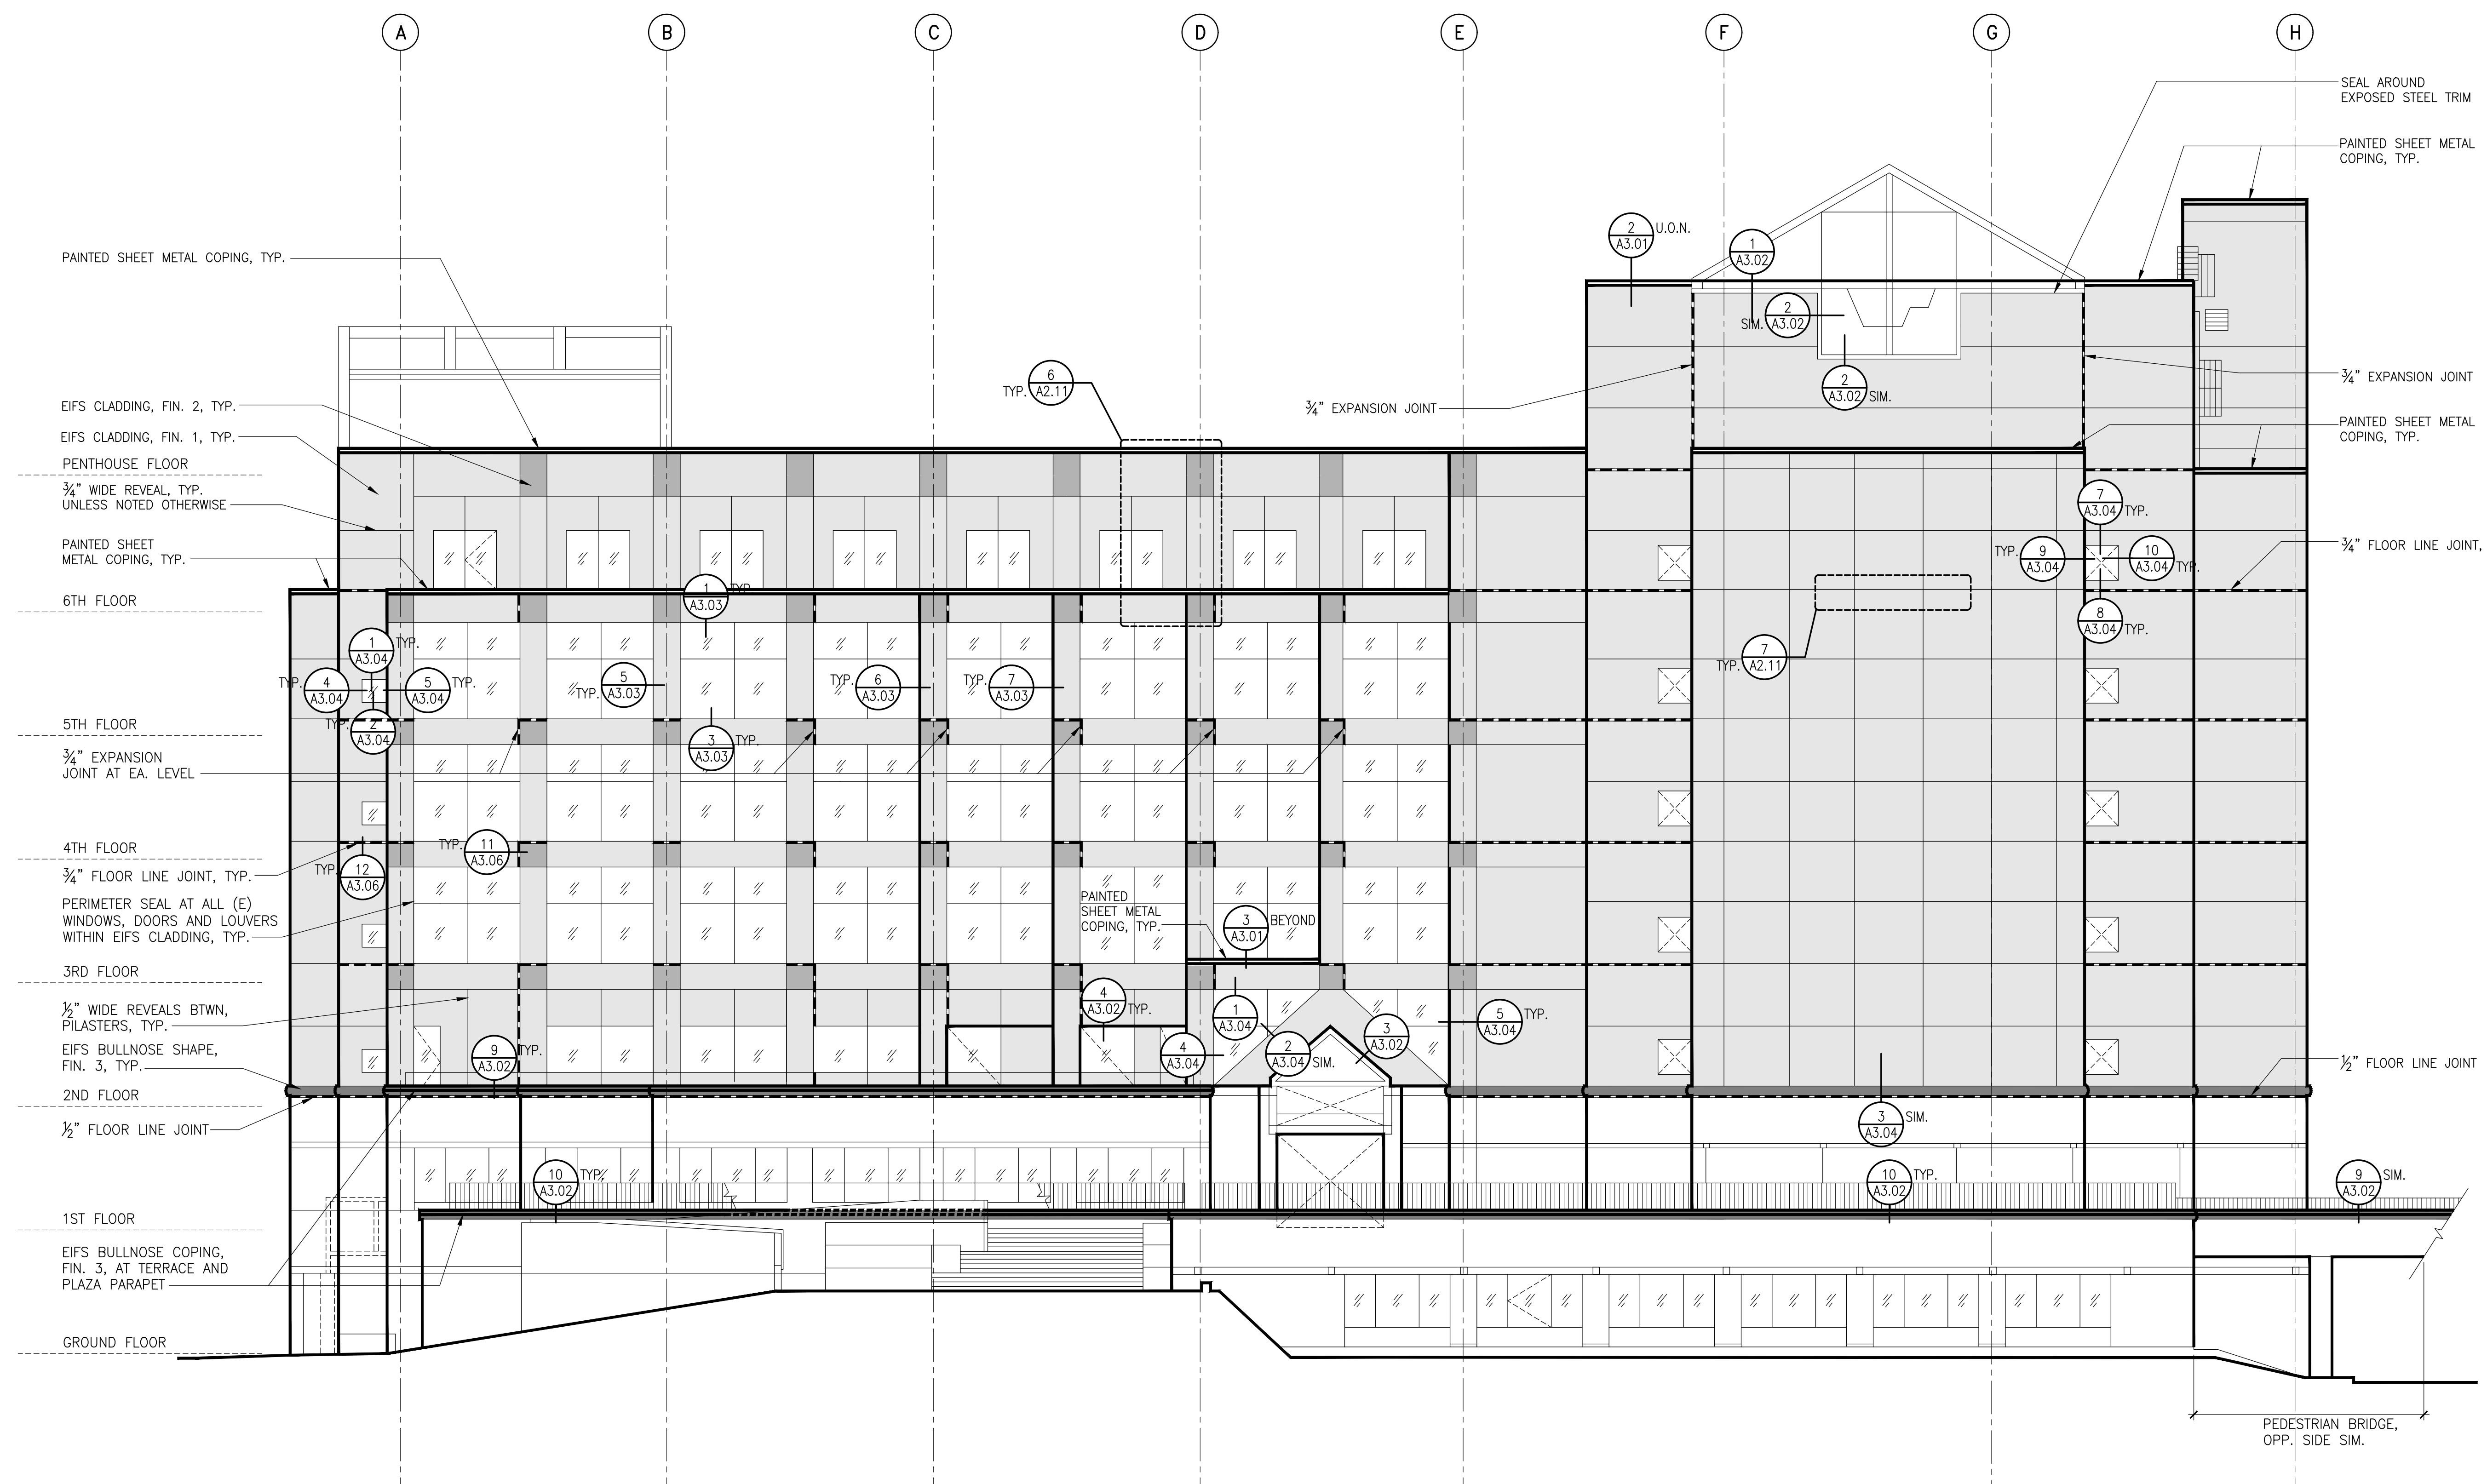 A
B
C
D
E
F
G
H
SEAL AROUND
EXPOSED STEEL TRIM
PAINTED SHEET METAL
COPING, TYP.
2
A3.01
U.O.N.
1
A3.02
PAINTED SHEET METAL COPING, TYP.
2
A3.02
SIM.
6
A2.11
TYP.
2
A3.02
SIM.
¾" EXPANSION JOINT
¾" EXPANSION JOINT
EIFS CLADDING, FIN. 2, TYP.
EIFS CLADDING, FIN. 1, TYP.
PAINTED SHEET METAL
COPING, TYP.
PENTHOUSE FLOOR
¾" WIDE REVEAL, TYP.
UNLESS NOTED OTHERWISE
7
A3.04
TYP.
PAINTED SHEET
METAL COPING, TYP.
TYP.
9
A3.04
10
A3.04
TYP.
¾" FLOOR LINE JOINT,
1
A3.03
TYP.
6TH FLOOR
8
A3.04
TYP.
1
A3.04
TYP.
TYP.
7
A2.11
TYP.
4
A3.04
5
A3.04
TYP.
TYP.
5
A3.03
TYP.
6
A3.03
TYP.
7
A3.03
5TH FLOOR
TYP.
2
A3.04
3
A3.03
TYP.
¾" EXPANSION
JOINT AT EA. LEVEL
4TH FLOOR
TYP.
11
A3.06
TYP.
12
A3.06
¾" FLOOR LINE JOINT, TYP.
PERIMETER SEAL AT ALL (E)
WINDOWS, DOORS AND LOUVERS
WITHIN EIFS CLADDING, TYP.
PAINTED
SHEET METAL
COPING, TYP.
3
A3.01
BEYOND
3RD FLOOR
4
A3.02
TYP.
1
A3.04
5
A3.04
TYP.
½" WIDE REVEALS BTWN,
PILASTERS, TYP.
3
A3.02
EIFS BULLNOSE SHAPE,
FIN. 3, TYP.
9
A3.02
TYP.
4
A3.04
2
A3.04
SIM.
½" FLOOR LINE JOINT
2ND FLOOR
3
A3.04
SIM.
½" FLOOR LINE JOINT
10
A3.02
TYP.
10
A3.02
TYP.
9
A3.02
SIM.
1ST FLOOR
EIFS BULLNOSE COPING,
FIN. 3, AT TERRACE AND
PLAZA PARAPET
GROUND FLOOR
PEDESTRIAN BRIDGE,
OPP. SIDE SIM.